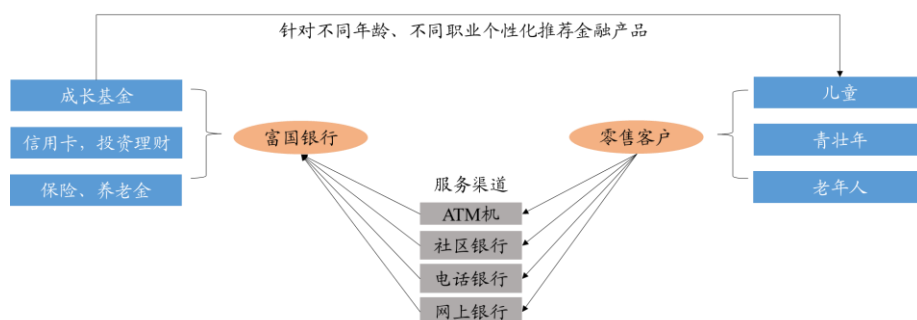 针对不同年龄、不同职业个性化推荐金融产品
成长基金
信用卡，投资理财
保险、养老金
富国银行
零售客户
儿童
青壮年
老年人
服务渠道
ATM机
社区银行
电话银行
网上银行